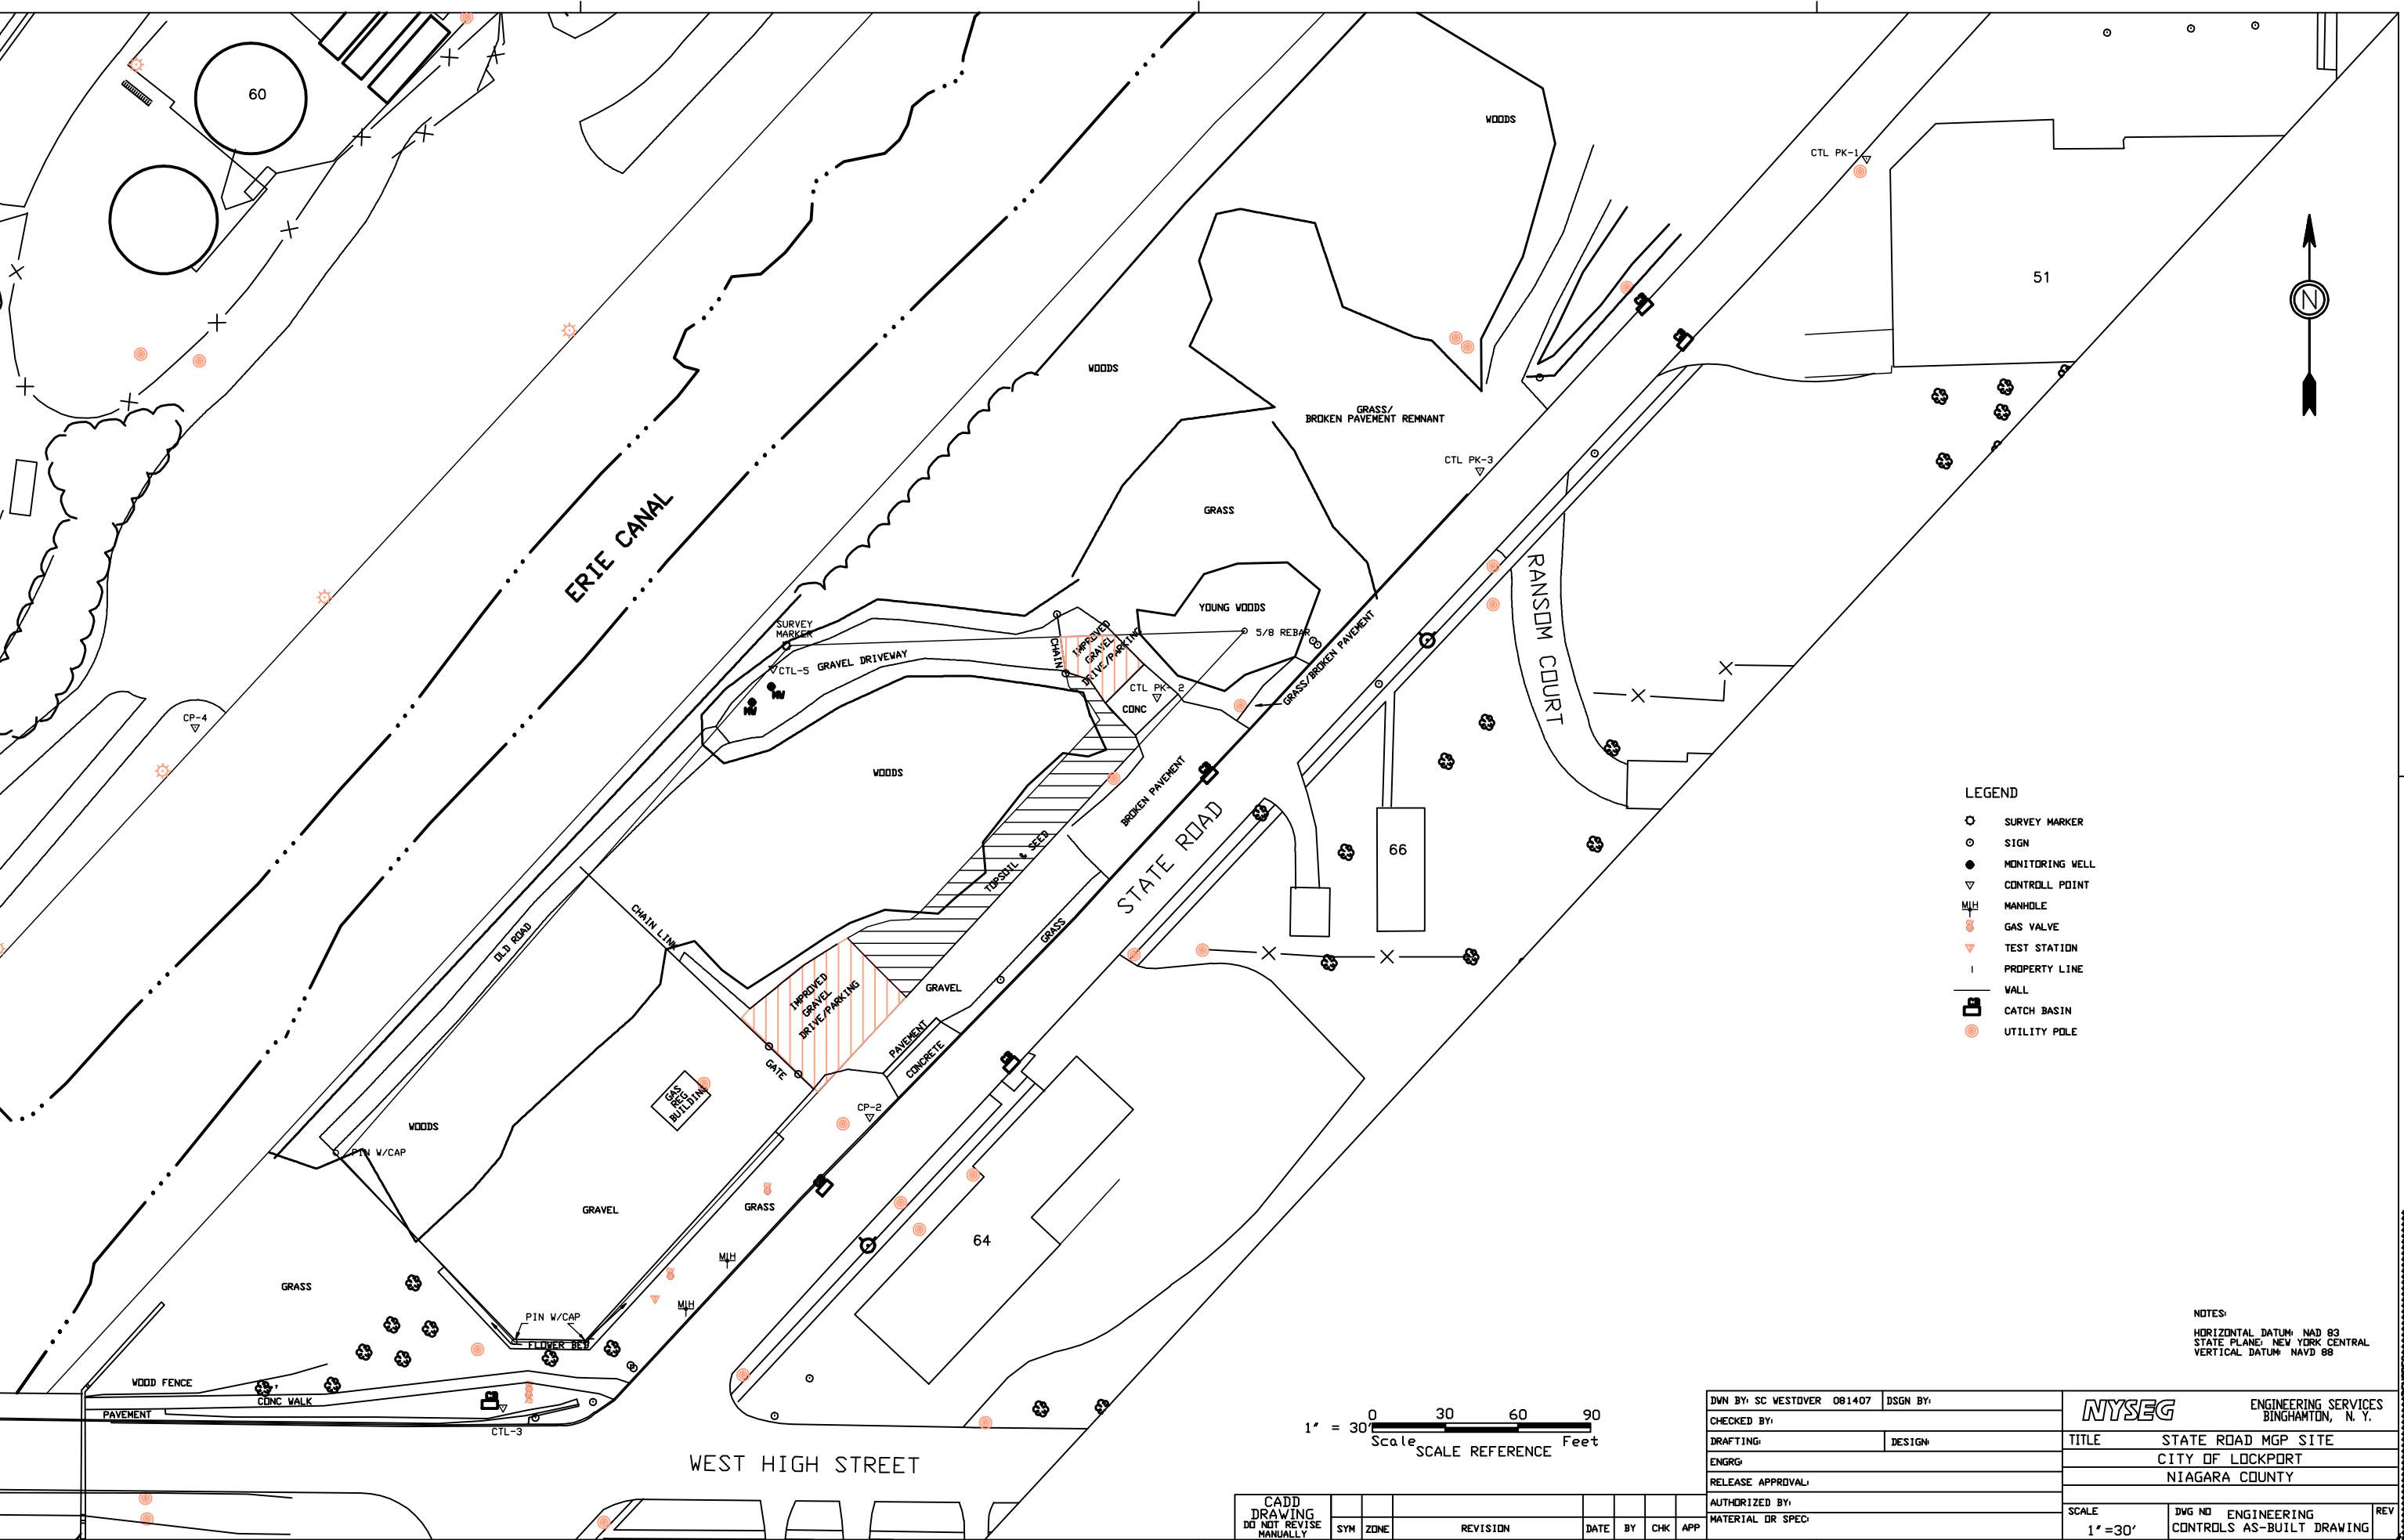 60
WOODS
CTL PK-1
51
N
WOODS
GRASS/
BROKEN PAVEMENT REMNANT
CTL PK-3
GRASS
ERIE CANAL
RANSOM COURT
YOUNG WOODS
5/8 REBAR
SURVEY
MARKER
GRAVEL DRIVEWAY
CTL-5
MW
MW
CHAIN
IMPROVED
GRAVEL
DRIVE/PARKING
CTL PK- 2
CONC
GRASS/BROKEN PAVEMENT
CP-4
WOODS
CB
BROKEN PAVEMENT
STATE ROAD
TOPSOIL & SEED
66
CHAIN LINK
OLD ROAD
GRASS
IMPROVED
GRAVEL
DRIVE/PARKING
GRAVEL
PAVEMENT
CONCRETE
GATE
GAS
REG
BUILDING
CP-2
WOODS
PIN W/CAP
GRAVEL
GRASS
64
MH
MH
GRASS
PIN W/CAP
FLOWER BED
WOOD FENCE
CONC WALK
PAVEMENT
CB
CTL-3
WEST HIGH STREET
LEGEND
SURVEY MARKER
SIGN
MONITORING WELL
CONTROLL POINT
MH MANHOLE
GAS VALVE
TEST STATION
PROPERTY LINE
WALL
CB CATCH BASIN
UTILITY POLE
NOTES:
HORIZONTAL DATUM: NAD 83
STATE PLANE: NEW YORK CENTRAL
VERTICAL DATUM: NAVD 88
0 30 60 90
1" = 30'
Scale Feet
SCALE REFERENCE
CADD
DRAWING
DO NOT REVISE
MANUALLY
SYM ZONE REVISION DATE BY CHK APP
DWN BY: SC WESTOVER 081407 DSGN BY:
CHECKED BY:
DRAFTING: DESIGN:
ENGRG:
RELEASE APPROVAL:
AUTHORIZED BY:
MATERIAL OR SPEC:
NYSEG
ENGINEERING SERVICES
BINGHAMTON, N. Y.
TITLE STATE ROAD MGP SITE
CITY OF LOCKPORT
NIAGARA COUNTY
SCALE
1"=30'
DWG NO ENGINEERING
CONTROLS AS-BUILT DRAWING
REV